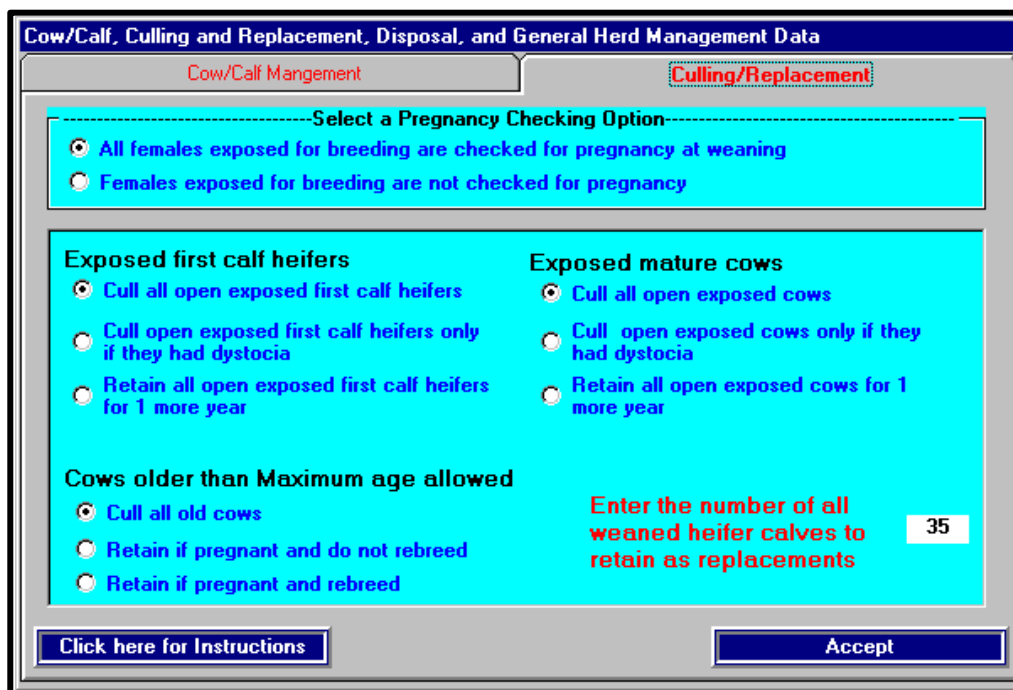 Cow/Calf, Culling and Replacement, Disposal, and General Herd Management Data
Cow/Calf Mangement
Culling/Replacement
Select a Pregnancy Checking Option
All females exposed for breeding are checked for pregnancy at weaning
Females exposed for breeding are not checked for pregnancy
Exposed first calf heifers
Cull all open exposed first calf heifers
Cull open exposed first calf heifers only
if they had dystocia
Retain all open exposed first calf heifers
for 1 more year
Exposed mature cows
Cull all open exposed cows
Cull open exposed cows only if they
had dystocia
Retain all open exposed cows for 1
more year
Cows older than Maximum age allowed
Cull all old cows
Retain if pregnant and do not rebreed
Retain if pregnant and rebreed
Enter the number of all
weaned heifer calves to
retain as replacements
35
Click here for Instructions
Accept